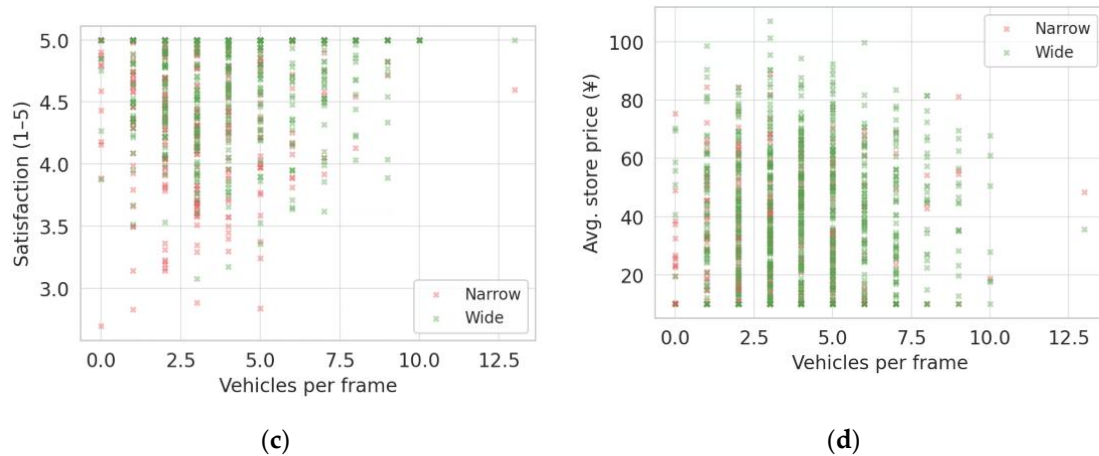 5.0
4.5
4.0
3.5
3.0
Satisfaction (1–5)
Narrow
Wide
0.0 2.5 5.0 7.5 10.0 12.5
Vehicles per frame
(c)
100
80
60
40
20
Avg. store price (¥)
Narrow
Wide
0.0 2.5 5.0 7.5 10.0 12.5
Vehicles per frame
(d)